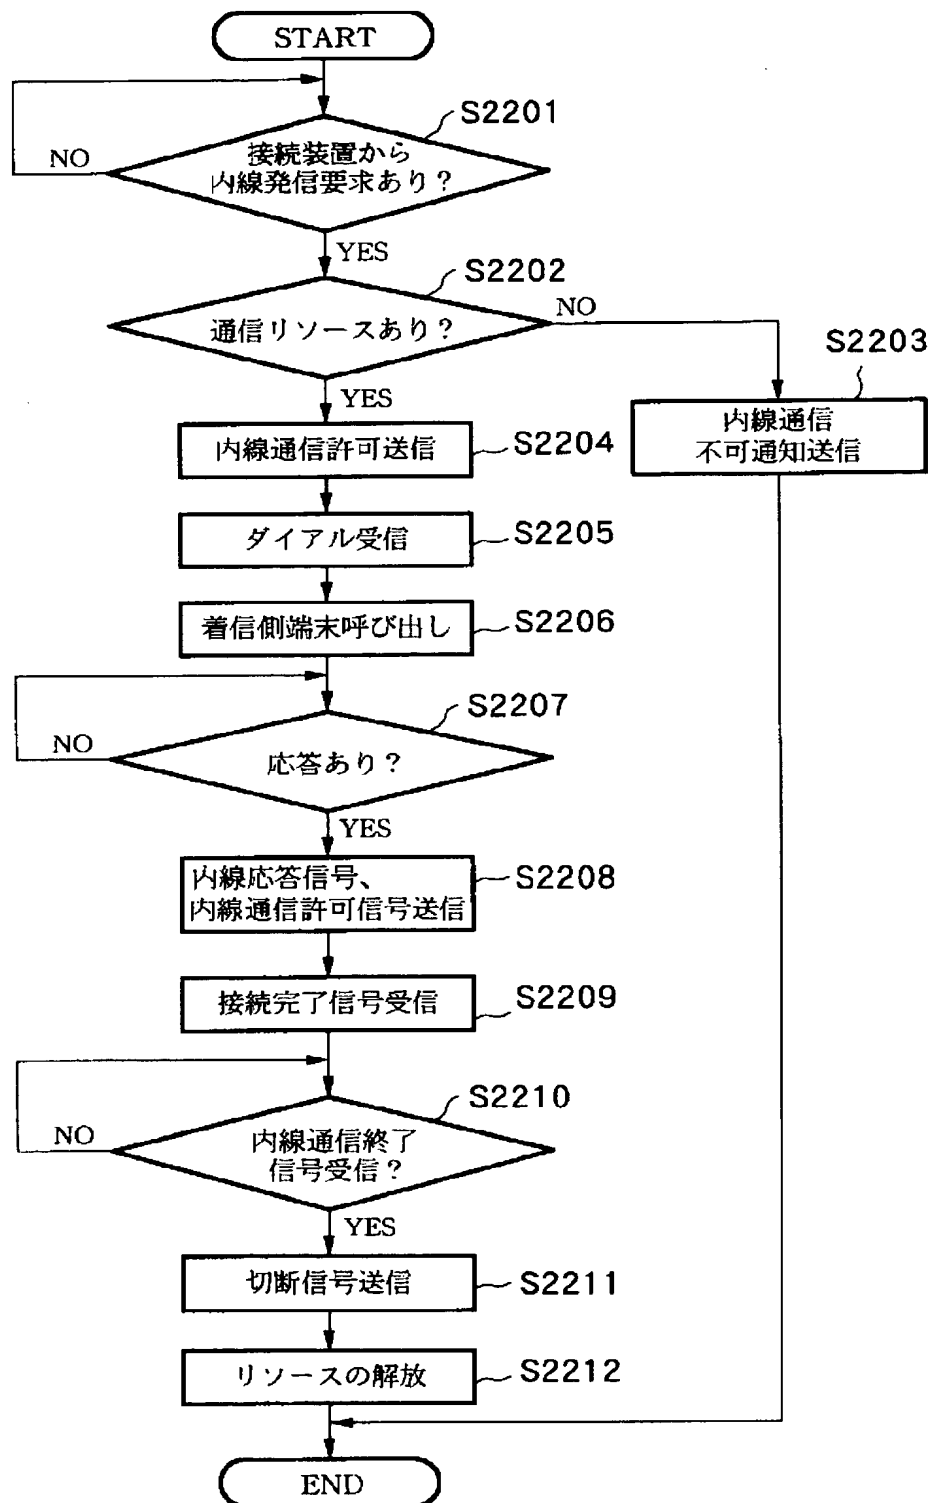 START
S2201
接続装置から
内線発信要求あり？
NO
YES
S2202
通信リソースあり？
NO
YES
S2203
内線通信
不可通知送信
内線通信許可送信
S2204
ダイアル受信
S2205
着信側端末呼び出し
S2206
S2207
応答あり？
NO
YES
内線応答信号、
内線通信許可信号送信
S2208
接続完了信号受信
S2209
S2210
内線通信終了
信号受信？
NO
YES
切断信号送信
S2211
リソースの解放
S2212
END